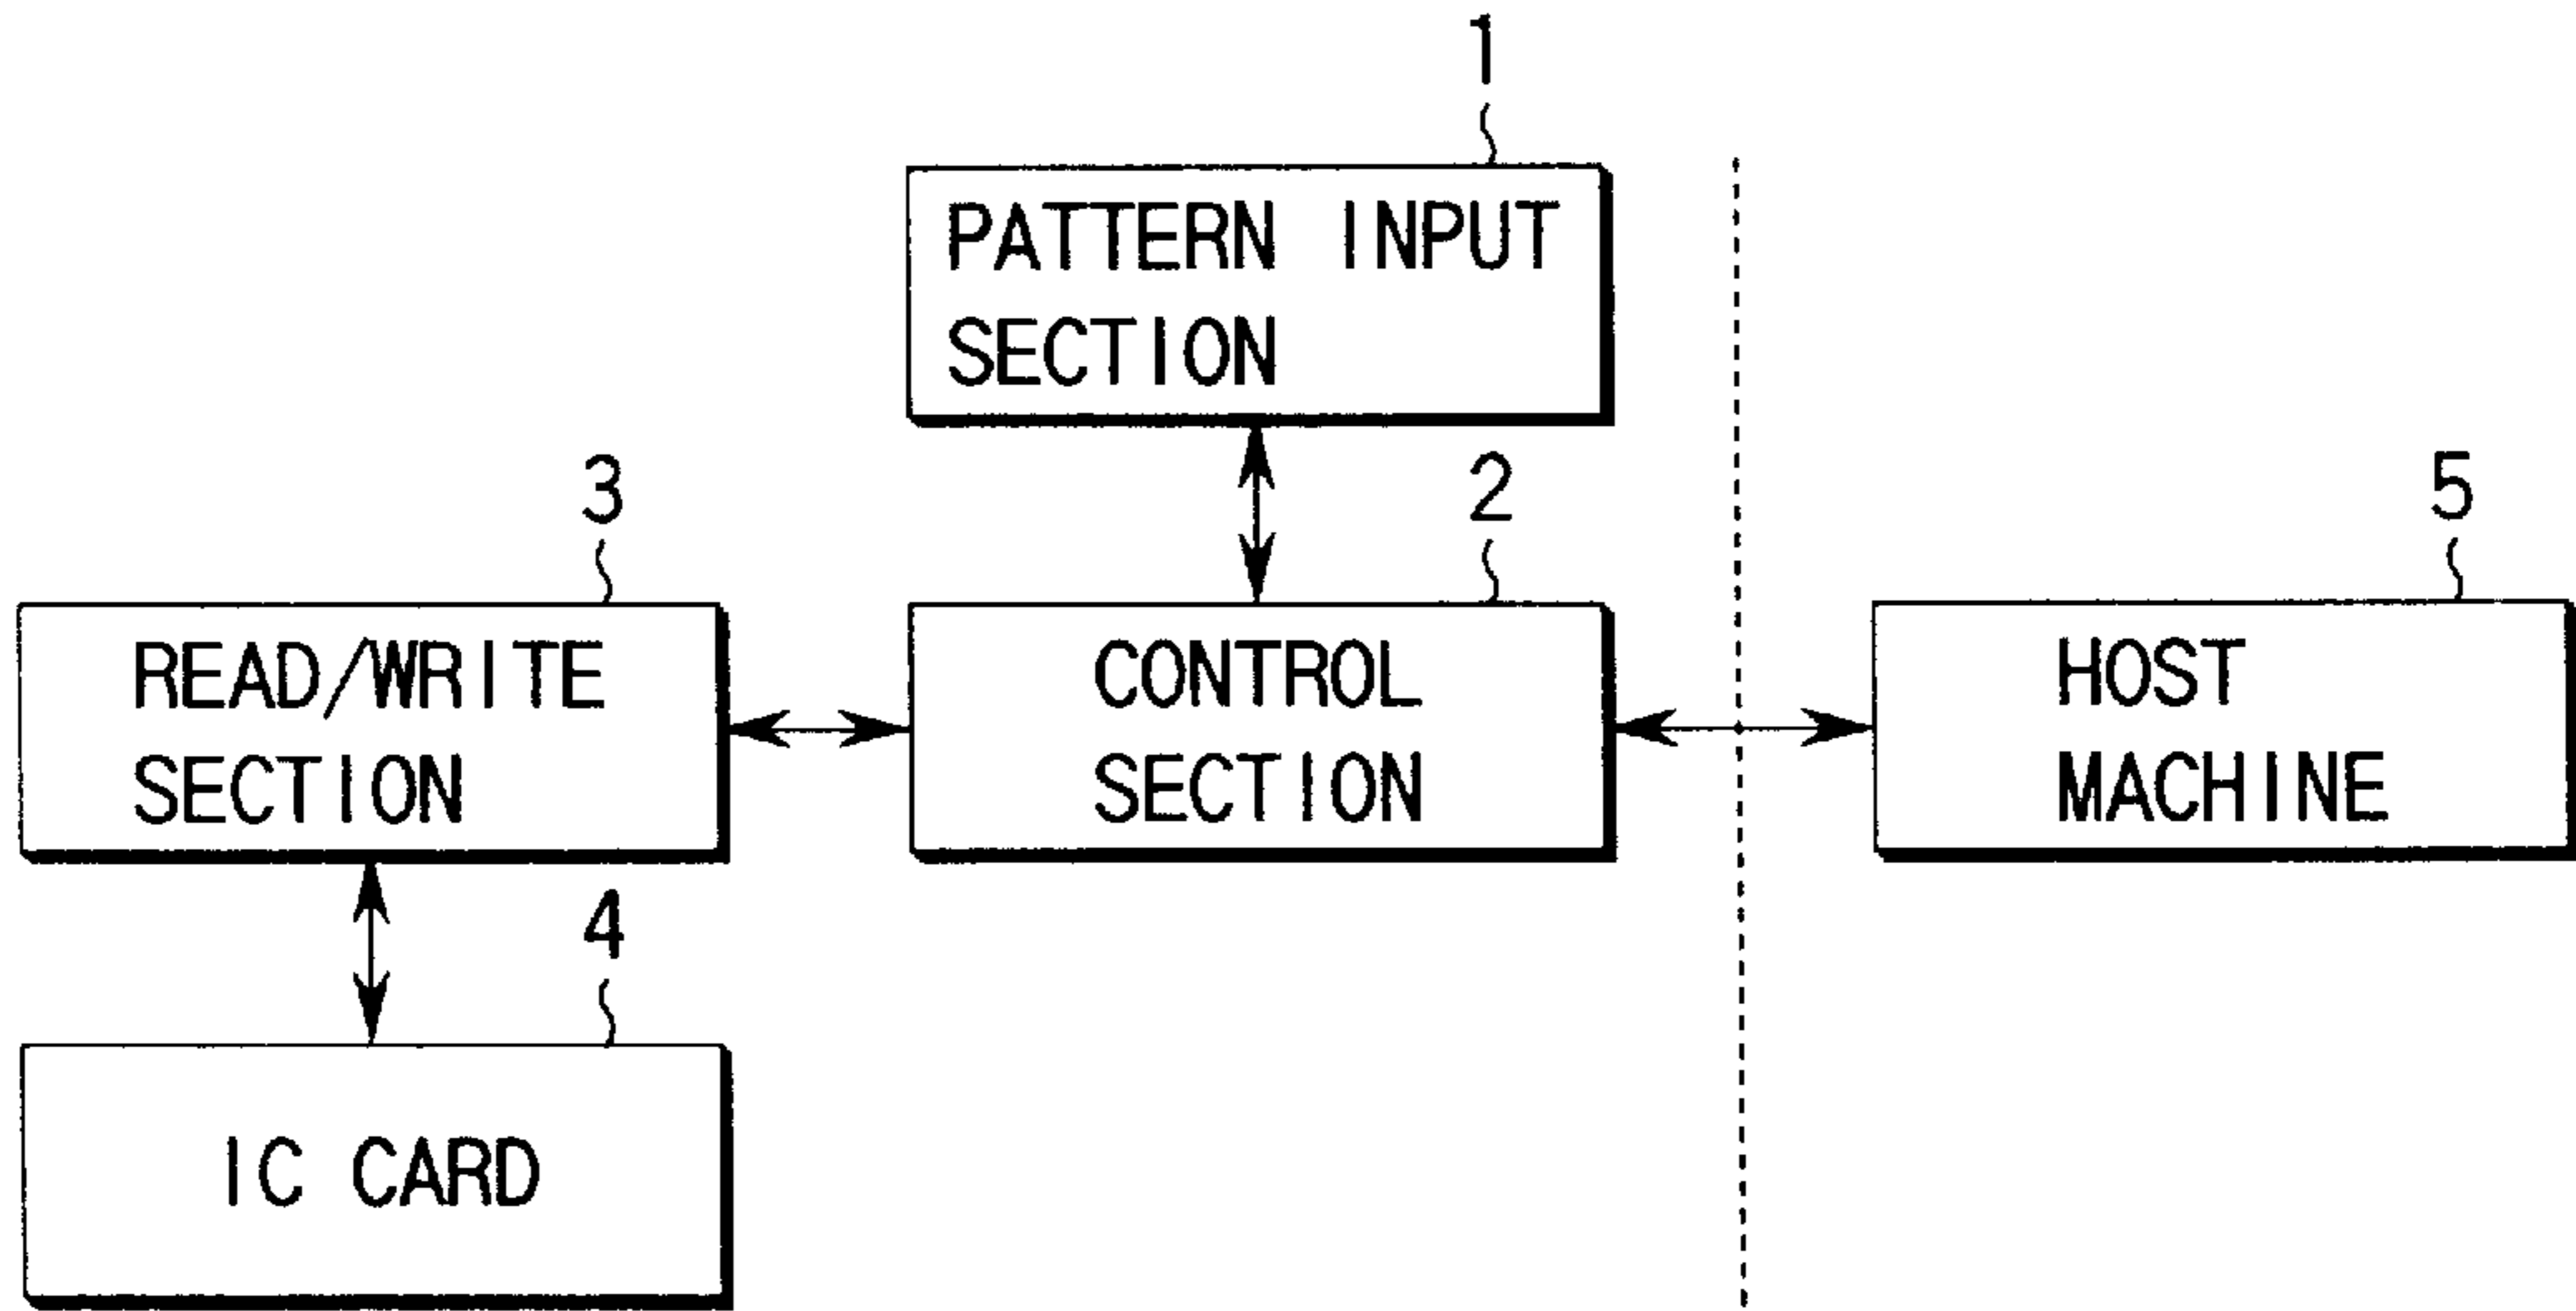 1
PATTERN INPUT
SECTION
3
2
5
READ/WRITE
SECTION
CONTROL
SECTION
HOST
MACHINE
4
IC CARD